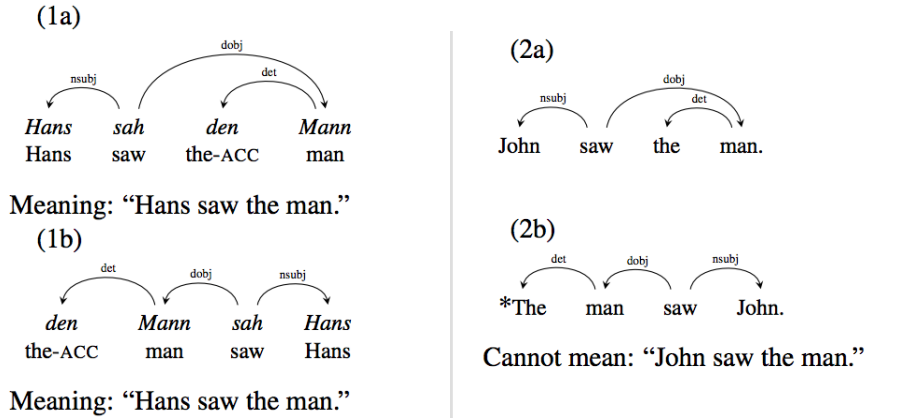 (1a)
dobj
nsubj det
Hans sah den Mann
Hans saw the-ACC man
Meaning: “Hans saw the man.”
(1b)
det dobj nsubj
den Mann sah Hans
the-ACC man saw Hans
Meaning: “Hans saw the man.”
(2a)
dobj
nsubj det
John saw the man.
(2b)
det dobj nsubj
*The man saw John.
Cannot mean: “John saw the man.”